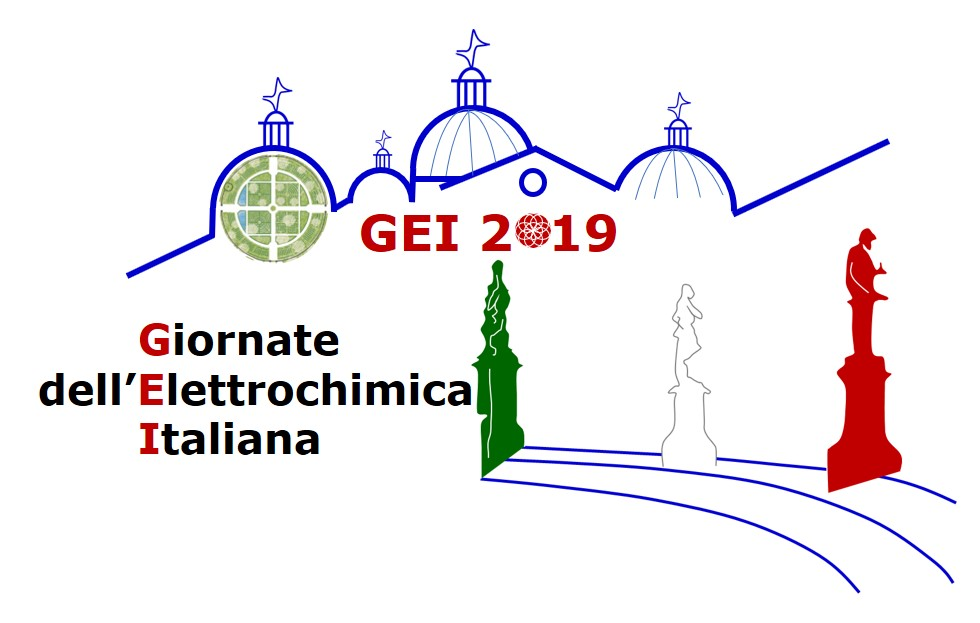 GEI 2019
Giornate
dell’Elettrochimica
Italiana